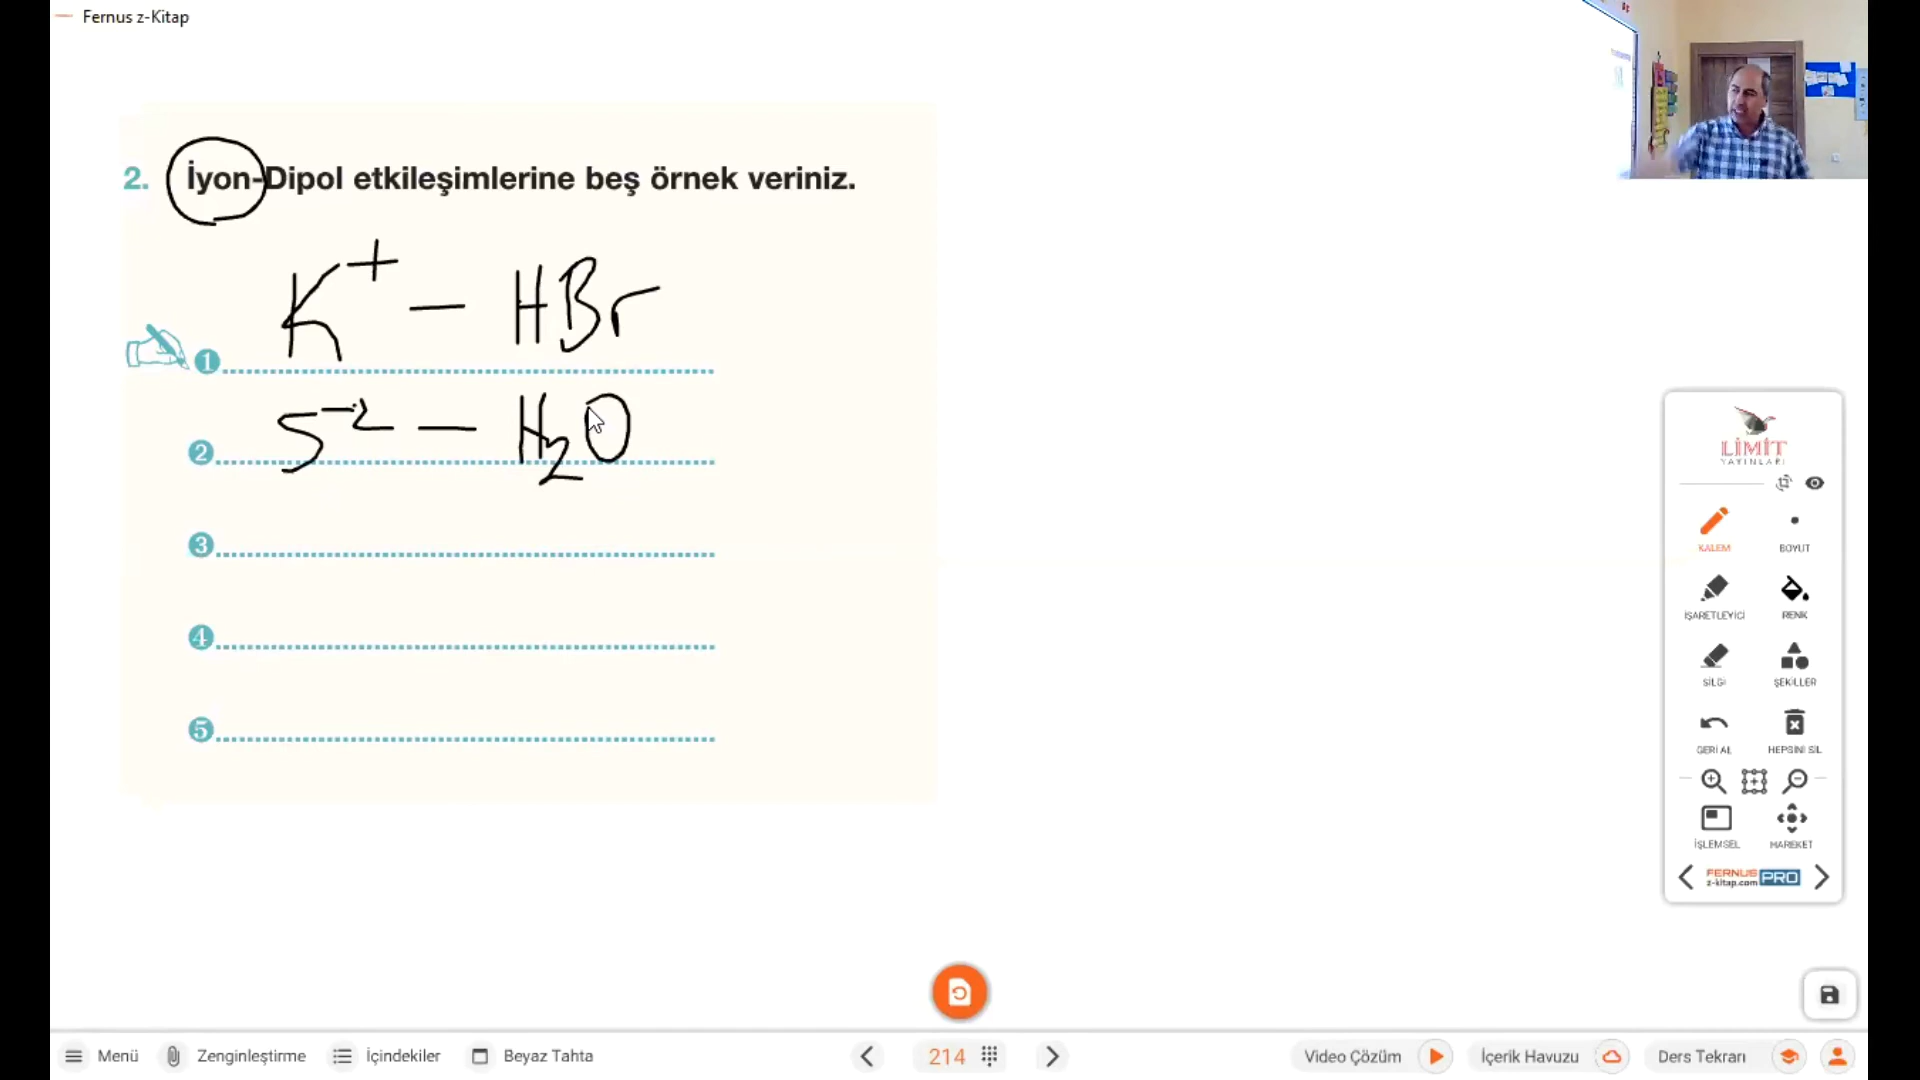 Fernus z-Kitap
2. İyon-Dipol etkileşimlerine beş örnek veriniz.
K⁺ — HBr
1
S⁻² — H₂O
2
3
4
5
LİMİT
YAYINLARI
KALEM BOYUT
İŞARETLEYİCİ RENK
SİLGİ ŞEKİLLER
GERİ AL HEPSİNİ SİL
İŞLEMSEL HAREKET
FERNUS PRO
z-kitap.com
Menü Zenginleştirme İçindekiler Beyaz Tahta 214 Video Çözüm İçerik Havuzu Ders Tekrarı